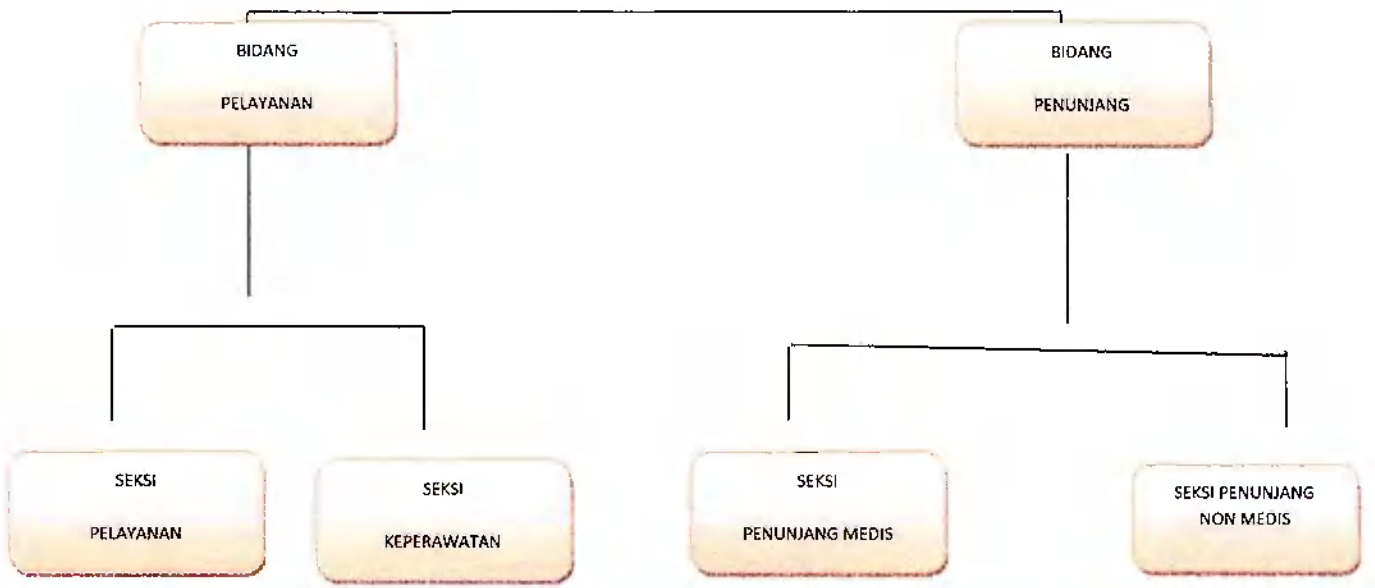 BIDANG
PELAYANAN
BIDANG
PENUNJANG
SEKSI
PELAYANAN
SEKSI
KEPERAWATAN
SEKSI
PENUNJANG MEDIS
SEKSI PENUNJANG
NON MEDIS